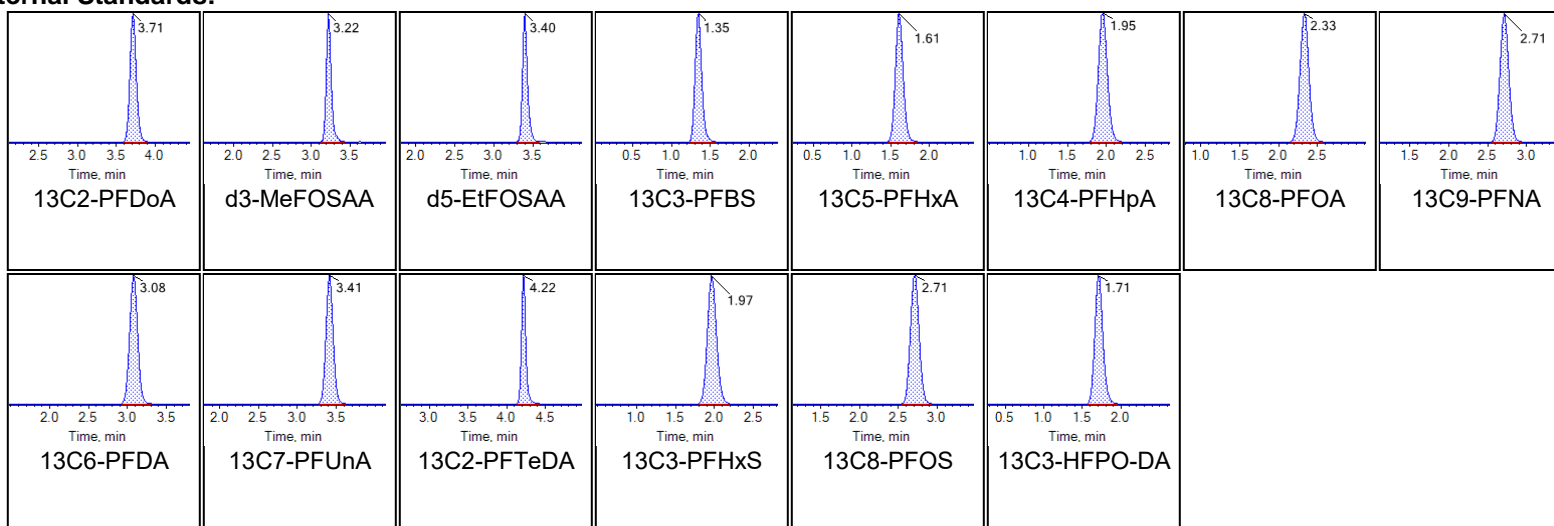 ternal Standards:
3.71
2.5 3.0 3.5 4.0
Time, min
13C2-PFDoA
3.22
2.0 2.5 3.0 3.5
Time, min
d3-MeFOSAA
3.40
2.0 2.5 3.0 3.5
Time, min
d5-EtFOSAA
1.35
0.5 1.0 1.5 2.0
Time, min
13C3-PFBS
1.61
0.5 1.0 1.5 2.0
Time, min
13C5-PFHxA
1.95
1.0 1.5 2.0 2.5
Time, min
13C4-PFHpA
2.33
1.0 1.5 2.0 2.5
Time, min
13C8-PFOA
2.71
1.5 2.0 2.5 3.0
Time, min
13C9-PFNA
3.08
2.0 2.5 3.0 3.5
Time, min
13C6-PFDA
3.41
2.0 2.5 3.0 3.5
Time, min
13C7-PFUnA
4.22
3.0 3.5 4.0 4.5
Time, min
13C2-PFTeDA
1.97
1.0 1.5 2.0 2.5
Time, min
13C3-PFHxS
2.71
1.5 2.0 2.5 3.0
Time, min
13C8-PFOS
1.71
0.5 1.0 1.5 2.0
Time, min
13C3-HFPO-DA